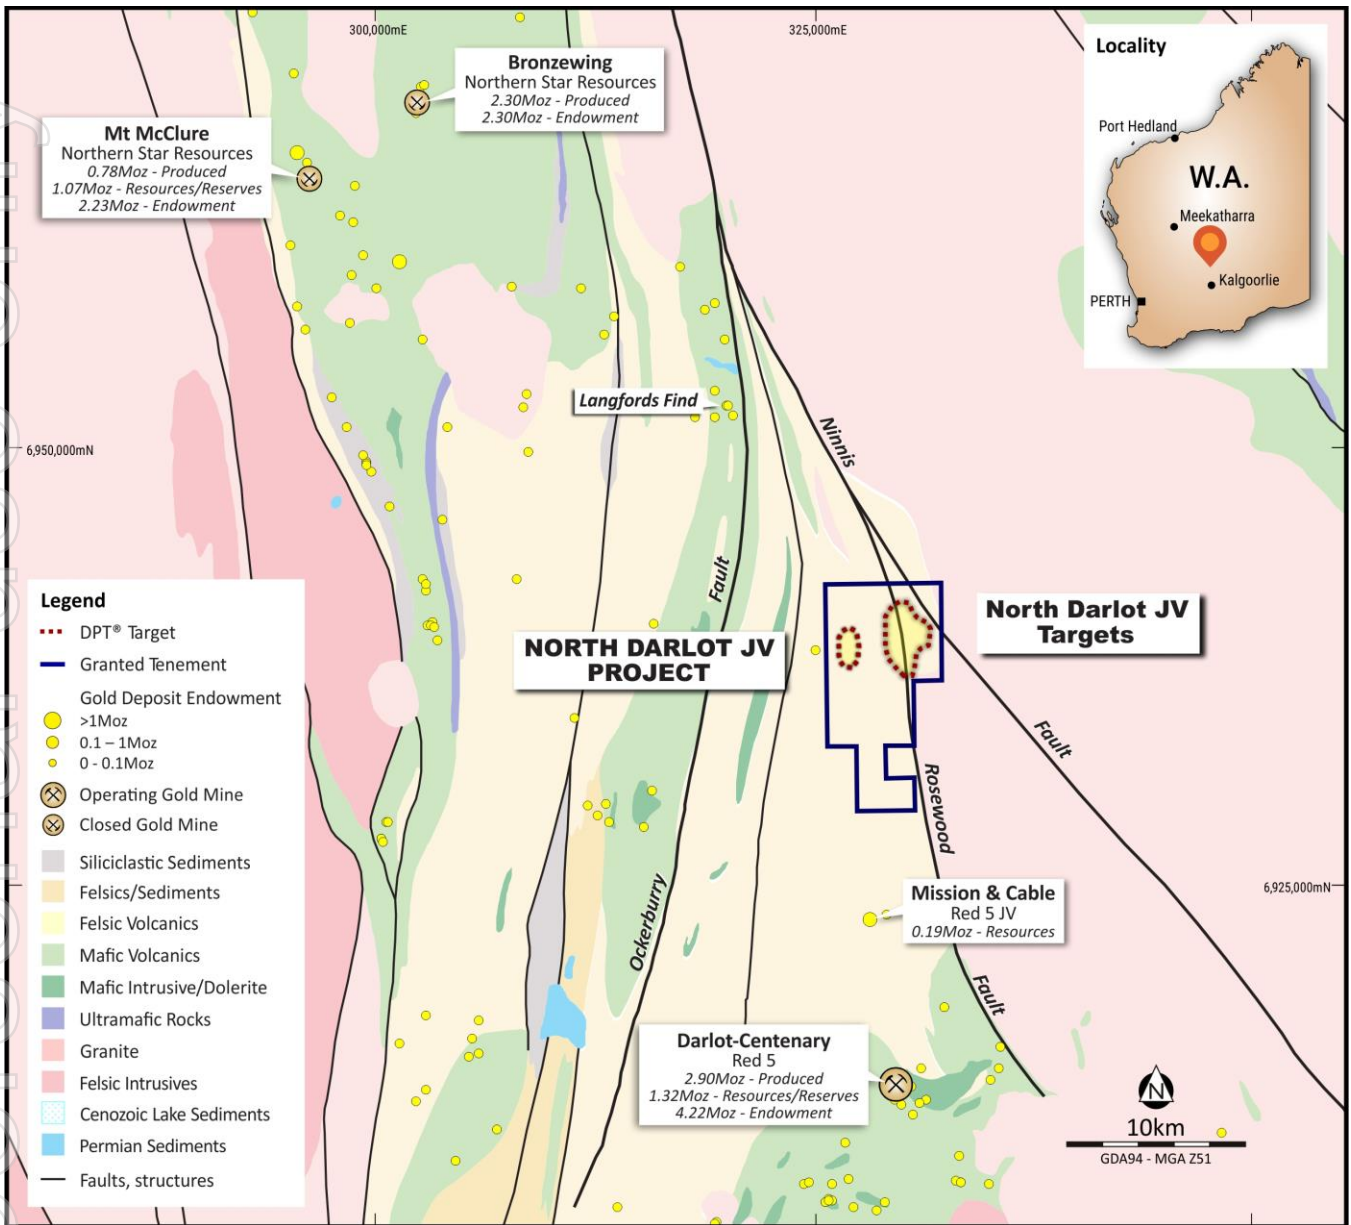 300,000mE
325,000mE
Locality
Port Hedland
W.A.
Meekatharra
Kalgoorlie
PERTH
Bronzewing
Northern Star Resources
2.30Moz - Produced
2.30Moz - Endowment
Mt McClure
Northern Star Resources
0.78Moz - Produced
1.07Moz - Resources/Reserves
2.23Moz - Endowment
Langfords Find
6,950,000mN
Ninnis
Fault
Fault
NORTH DARLOT JV
PROJECT
North Darlot JV
Targets
Rosewood
Fault
Ockerburry
Mission & Cable
Red 5 JV
0.19Moz - Resources
6,925,000mN
Darlot-Centenary
Red 5
2.90Moz - Produced
1.32Moz - Resources/Reserves
4.22Moz - Endowment
N
10km
GDA94 - MGA Z51
Legend
DPT® Target
Granted Tenement
Gold Deposit Endowment
>1Moz
0.1 – 1Moz
0 - 0.1Moz
Operating Gold Mine
Closed Gold Mine
Siliciclastic Sediments
Felsics/Sediments
Felsic Volcanics
Mafic Volcanics
Mafic Intrusive/Dolerite
Ultramafic Rocks
Granite
Felsic Intrusives
Cenozoic Lake Sediments
Permian Sediments
Faults, structures